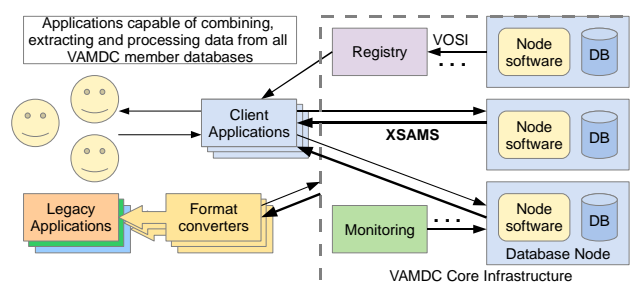 Applications capable of combining,
extracting and processing data from all
VAMDC member databases
Registry
VOSI
. . .
Node
software
DB
Client
Applications
XSAMS
Node
software
DB
Legacy
Applications
Format
converters
Monitoring
. . .
Node
software
DB
Database Node
VAMDC Core Infrastructure